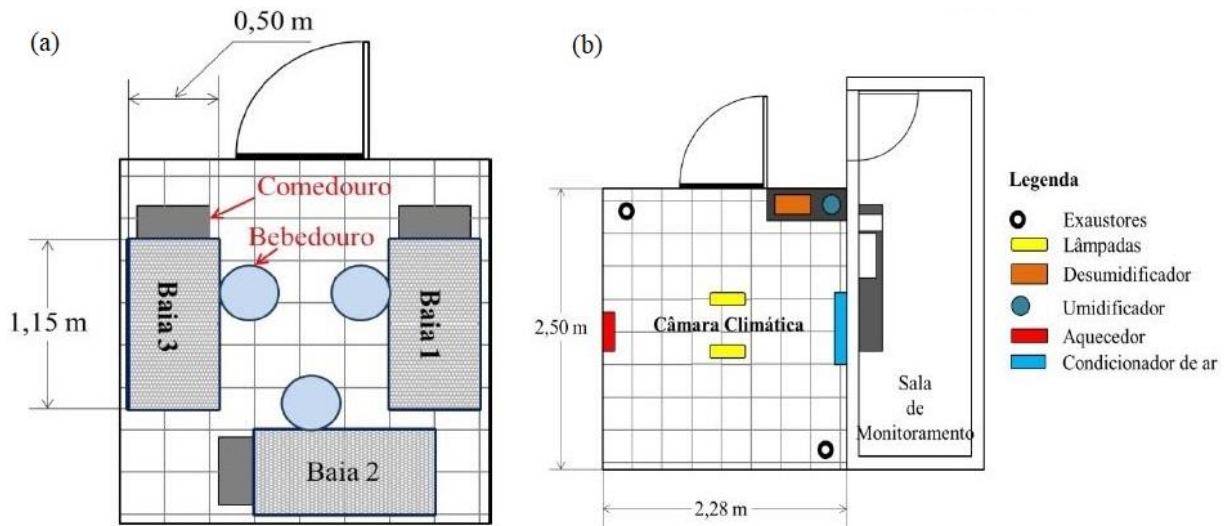 (a)
0,50 m
Comedouro
Bebedouro
Baia 3
Baia 1
1,15 m
Baia 2
(b)
2,50 m
Câmara Climática
Sala
de
Monitoramento
2,28 m
Legenda
Exaustores
Lâmpadas
Desumidificador
Umidificador
Aquecedor
Condicionador de ar